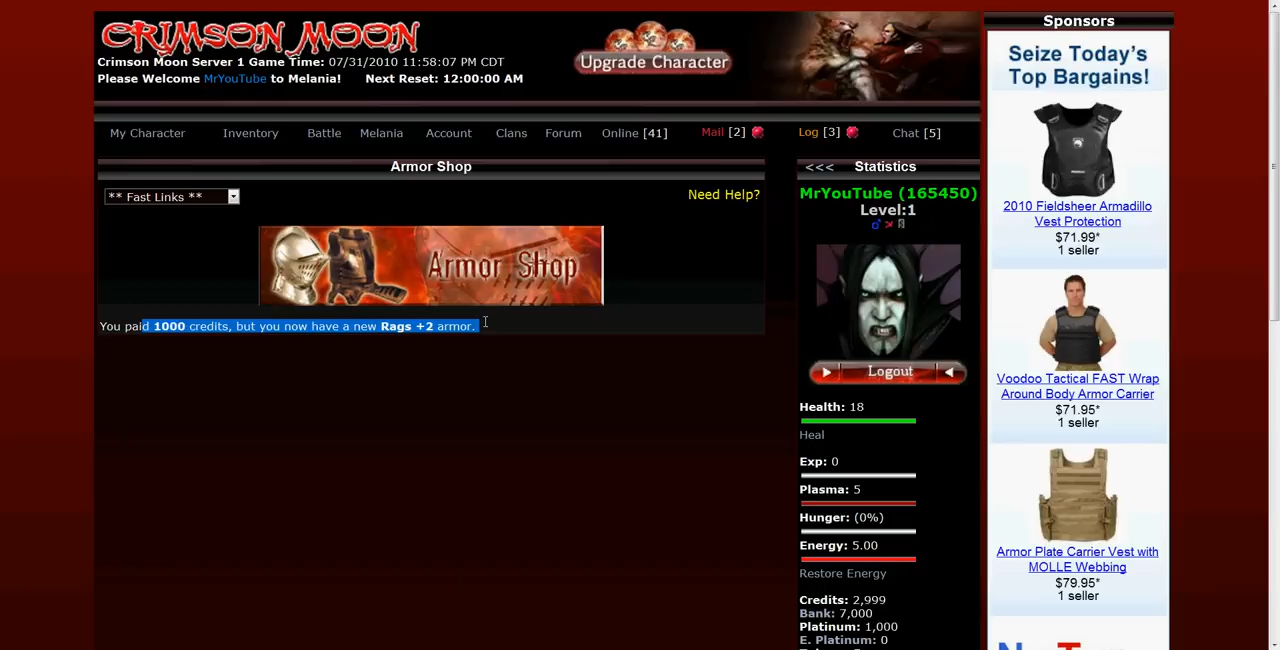 CRIMSON MOON
Crimson Moon Server 1 Game Time: 07/31/2010 11:58:07 PM CDT
Please Welcome MrYouTube to Melania! Next Reset: 12:00:00 AM
Upgrade Character
My Character Inventory Battle Melania Account Clans Forum Online [41] Mail [2] Log [3] Chat [5]
Armor Shop
** Fast Links **
Need Help?
Armor Shop
You paid 1000 credits, but you now have a new Rags +2 armor.
<<< Statistics
MrYouTube (165450)
Level:1
Logout
Health: 18
Heal
Exp: 0
Plasma: 5
Hunger: (0%)
Energy: 5.00
Restore Energy
Credits: 2,999
Bank: 7,000
Platinum: 1,000
E. Platinum: 0
Sponsors
Seize Today's
Top Bargains!
2010 Fieldsheer Armadillo
Vest Protection
$71.99*
1 seller
Voodoo Tactical FAST Wrap
Around Body Armor Carrier
$71.95*
1 seller
Armor Plate Carrier Vest with
MOLLE Webbing
$79.95*
1 seller